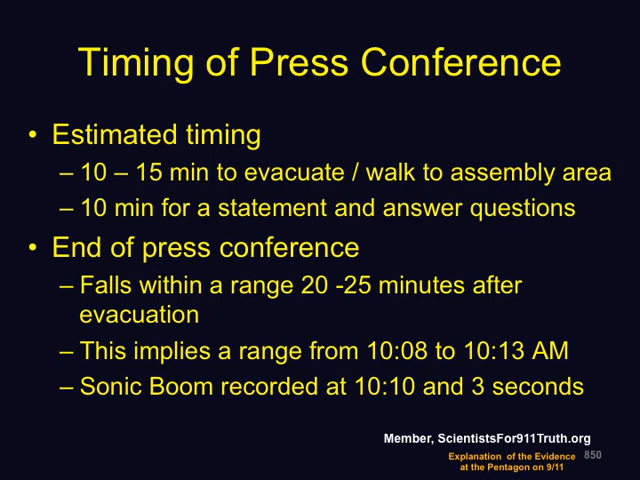 Timing of Press Conference
• Estimated timing
– 10 – 15 min to evacuate / walk to assembly area
– 10 min for a statement and answer questions
• End of press conference
– Falls within a range 20 -25 minutes after
evacuation
– This implies a range from 10:08 to 10:13 AM
– Sonic Boom recorded at 10:10 and 3 seconds
Member, ScientistsFor911Truth.org
Explanation of the Evidence 850
at the Pentagon on 9/11